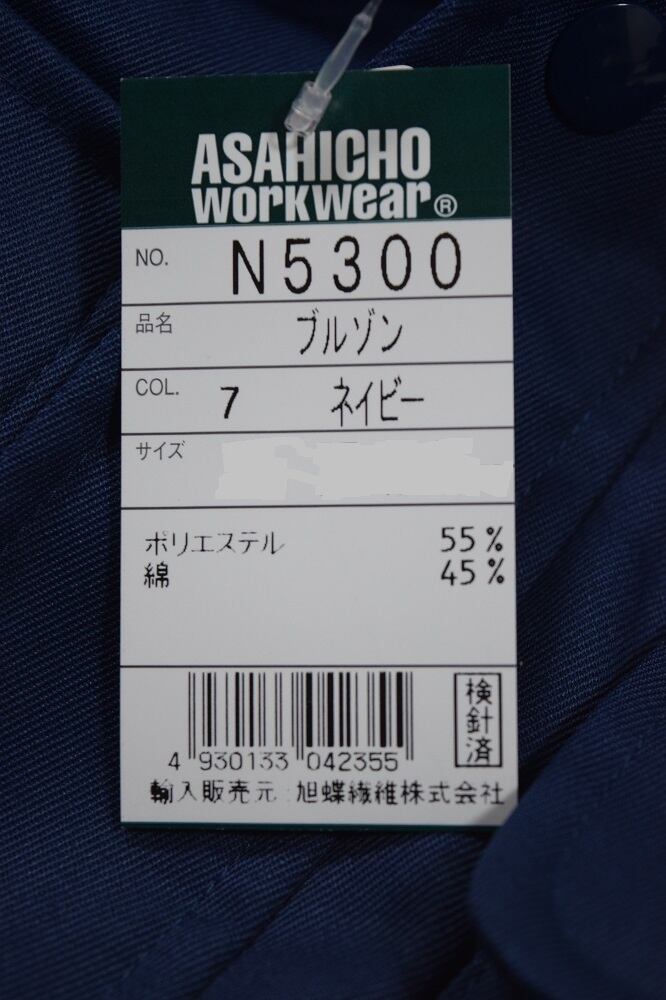 ASAHICHO
workwear®
NO. N5300
品名 ブルゾン
COL. 7 ネイビー
サイズ
ポリエステル 55%
綿 45%
検針済
4 930133 042355
輸入販売元:旭蝶繊維株式会社